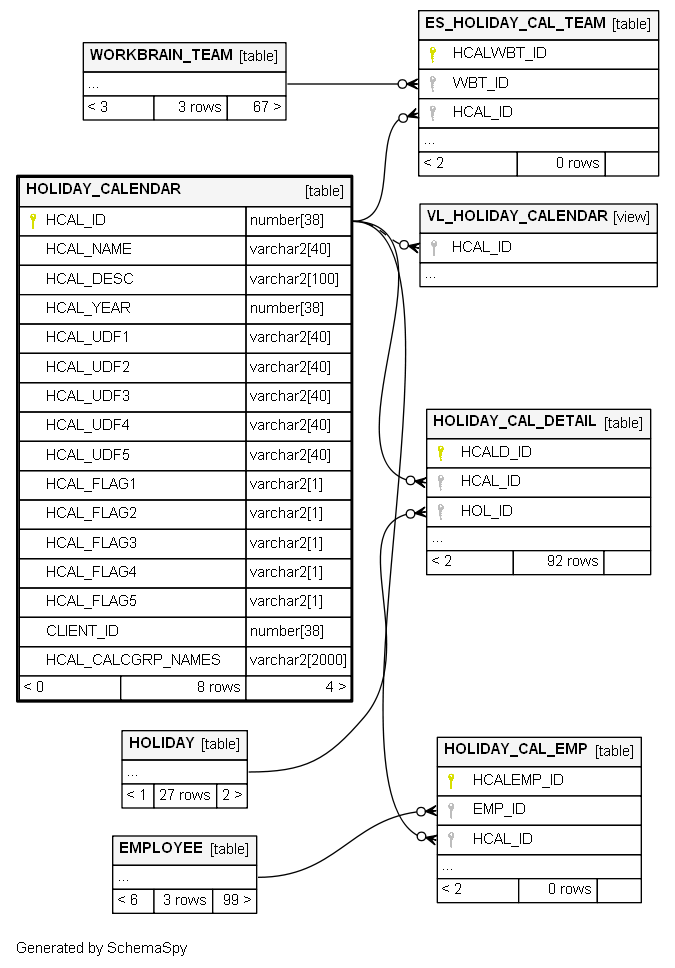 WORKBRAIN_TEAM [table]
...
< 3 3 rows 67 >
ES_HOLIDAY_CAL_TEAM [table]
HCALWBT_ID
WBT_ID
HCAL_ID
...
< 2 0 rows
HOLIDAY_CALENDAR [table]
HCAL_ID number[38]
HCAL_NAME varchar2[40]
HCAL_DESC varchar2[100]
HCAL_YEAR number[38]
HCAL_UDF1 varchar2[40]
HCAL_UDF2 varchar2[40]
HCAL_UDF3 varchar2[40]
HCAL_UDF4 varchar2[40]
HCAL_UDF5 varchar2[40]
HCAL_FLAG1 varchar2[1]
HCAL_FLAG2 varchar2[1]
HCAL_FLAG3 varchar2[1]
HCAL_FLAG4 varchar2[1]
HCAL_FLAG5 varchar2[1]
CLIENT_ID number[38]
HCAL_CALCGRP_NAMES varchar2[2000]
< 0 8 rows 4 >
VL_HOLIDAY_CALENDAR [view]
HCAL_ID
...
HOLIDAY_CAL_DETAIL [table]
HCALD_ID
HCAL_ID
HOL_ID
...
< 2 92 rows
HOLIDAY [table]
...
< 1 27 rows 2 >
HOLIDAY_CAL_EMP [table]
HCALEMP_ID
EMP_ID
HCAL_ID
...
< 2 0 rows
EMPLOYEE [table]
...
< 6 3 rows 99 >
Generated by SchemaSpy